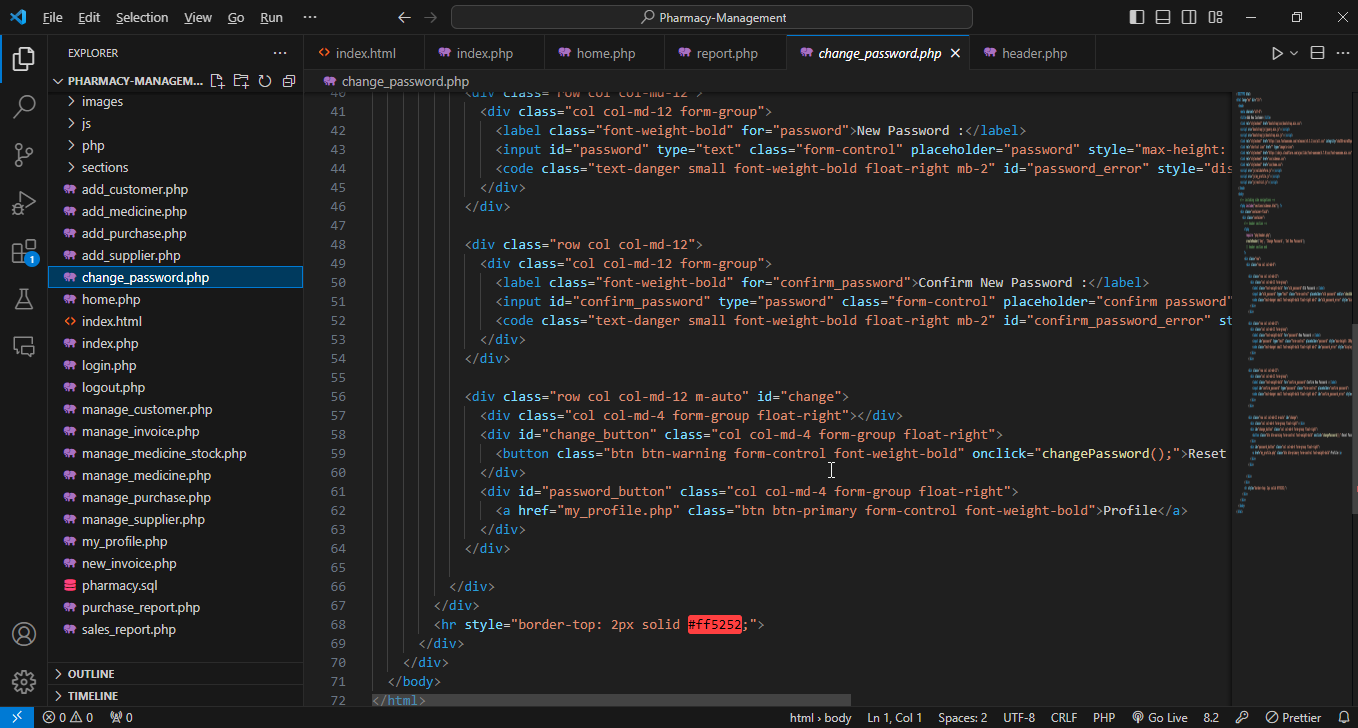 File Edit Selection View Go Run ···
Pharmacy-Management
EXPLORER ···
index.html
index.php
home.php
report.php
change_password.php
header.php
PHARMACY-MANAGEM...
change_password.php
images
js
php
sections
add_customer.php
add_medicine.php
add_purchase.php
add_supplier.php
change_password.php
home.php
index.html
index.php
login.php
logout.php
manage_customer.php
manage_invoice.php
manage_medicine_stock.php
manage_medicine.php
manage_purchase.php
manage_supplier.php
my_profile.php
new_invoice.php
pharmacy.sql
purchase_report.php
sales_report.php
OUTLINE
TIMELINE
1
40 <div class="row col col-md-12">
41 <div class="col col-md-12 form-group">
42 <label class="font-weight-bold" for="password">New Password :</label>
43 <input id="password" type="text" class="form-control" placeholder="password" style="max-height:
44 <code class="text-danger small font-weight-bold float-right mb-2" id="password_error" style="dis
45 </div>
46 </div>
47
48 <div class="row col col-md-12">
49 <div class="col col-md-12 form-group">
50 <label class="font-weight-bold" for="confirm_password">Confirm New Password :</label>
51 <input id="confirm_password" type="password" class="form-control" placeholder="confirm password"
52 <code class="text-danger small font-weight-bold float-right mb-2" id="confirm_password_error" st
53 </div>
54 </div>
55
56 <div class="row col col-md-12 m-auto" id="change">
57 <div class="col col-md-4 form-group float-right"></div>
58 <div id="change_button" class="col col-md-4 form-group float-right">
59 <button class="btn btn-warning form-control font-weight-bold" onclick="changePassword();">Reset
60 </div>
61 <div id="password_button" class="col col-md-4 form-group float-right">
62 <a href="my_profile.php" class="btn btn-primary form-control font-weight-bold">Profile</a>
63 </div>
64 </div>
65
66 </div>
67 </div>
68 <hr style="border-top: 2px solid #ff5252;">
69 </div>
70 </div>
71 </body>
72 </html>
0 0 0
html › body Ln 1, Col 1 Spaces: 2 UTF-8 CRLF PHP Go Live 8.2 Prettier